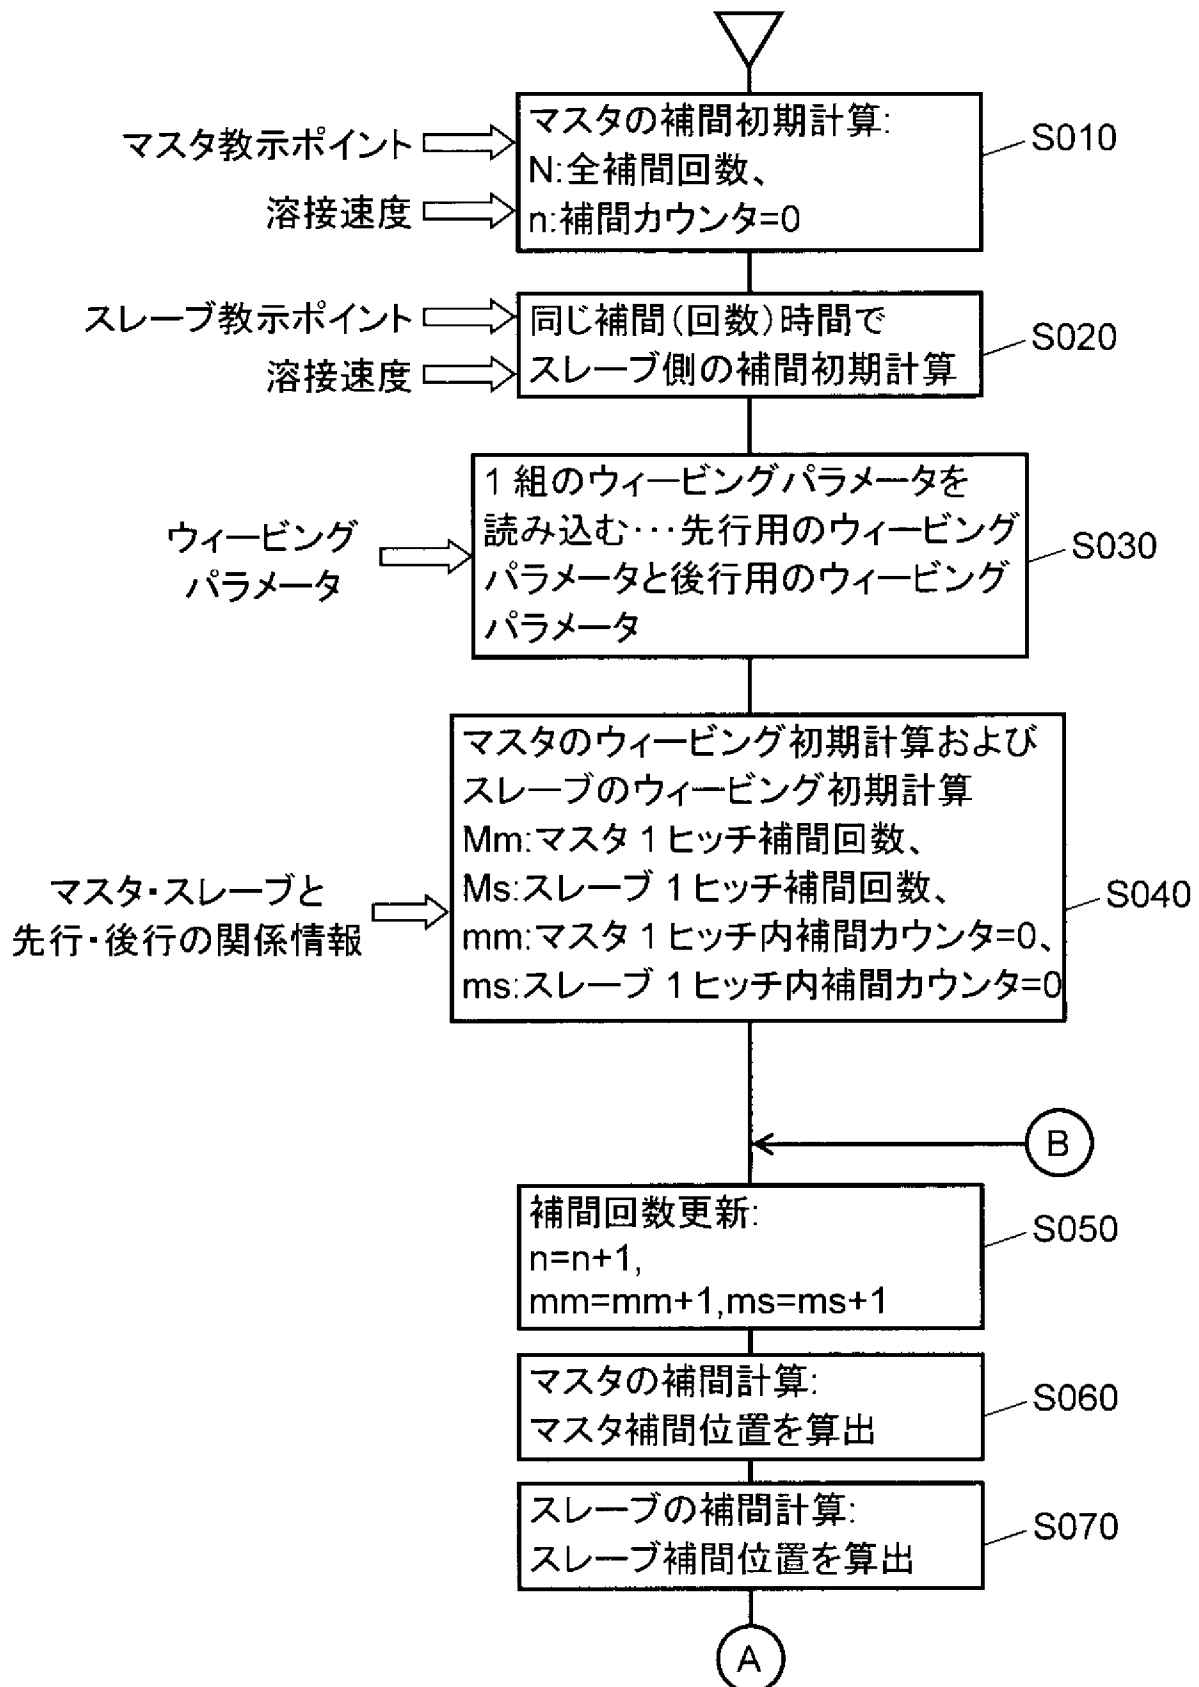 マスタ教示ポイント
溶接速度
マスタの補間初期計算:
N:全補間回数、
n:補間カウンタ=0
S010
スレーブ教示ポイント
溶接速度
同じ補間(回数)時間で
スレーブ側の補間初期計算
S020
ウィービング
パラメータ
1組のウィービングパラメータを
読み込む･･･先行用のウィービング
パラメータと後行用のウィービング
パラメータ
S030
マスタ・スレーブと
先行・後行の関係情報
マスタのウィービング初期計算および
スレーブのウィービング初期計算
Mm:マスタ1ヒッチ補間回数、
Ms:スレーブ1ヒッチ補間回数、
mm:マスタ1ヒッチ内補間カウンタ=0、
ms:スレーブ1ヒッチ内補間カウンタ=0
S040
B
補間回数更新:
n=n+1,
mm=mm+1,ms=ms+1
S050
マスタの補間計算:
マスタ補間位置を算出
S060
スレーブの補間計算:
スレーブ補間位置を算出
S070
A